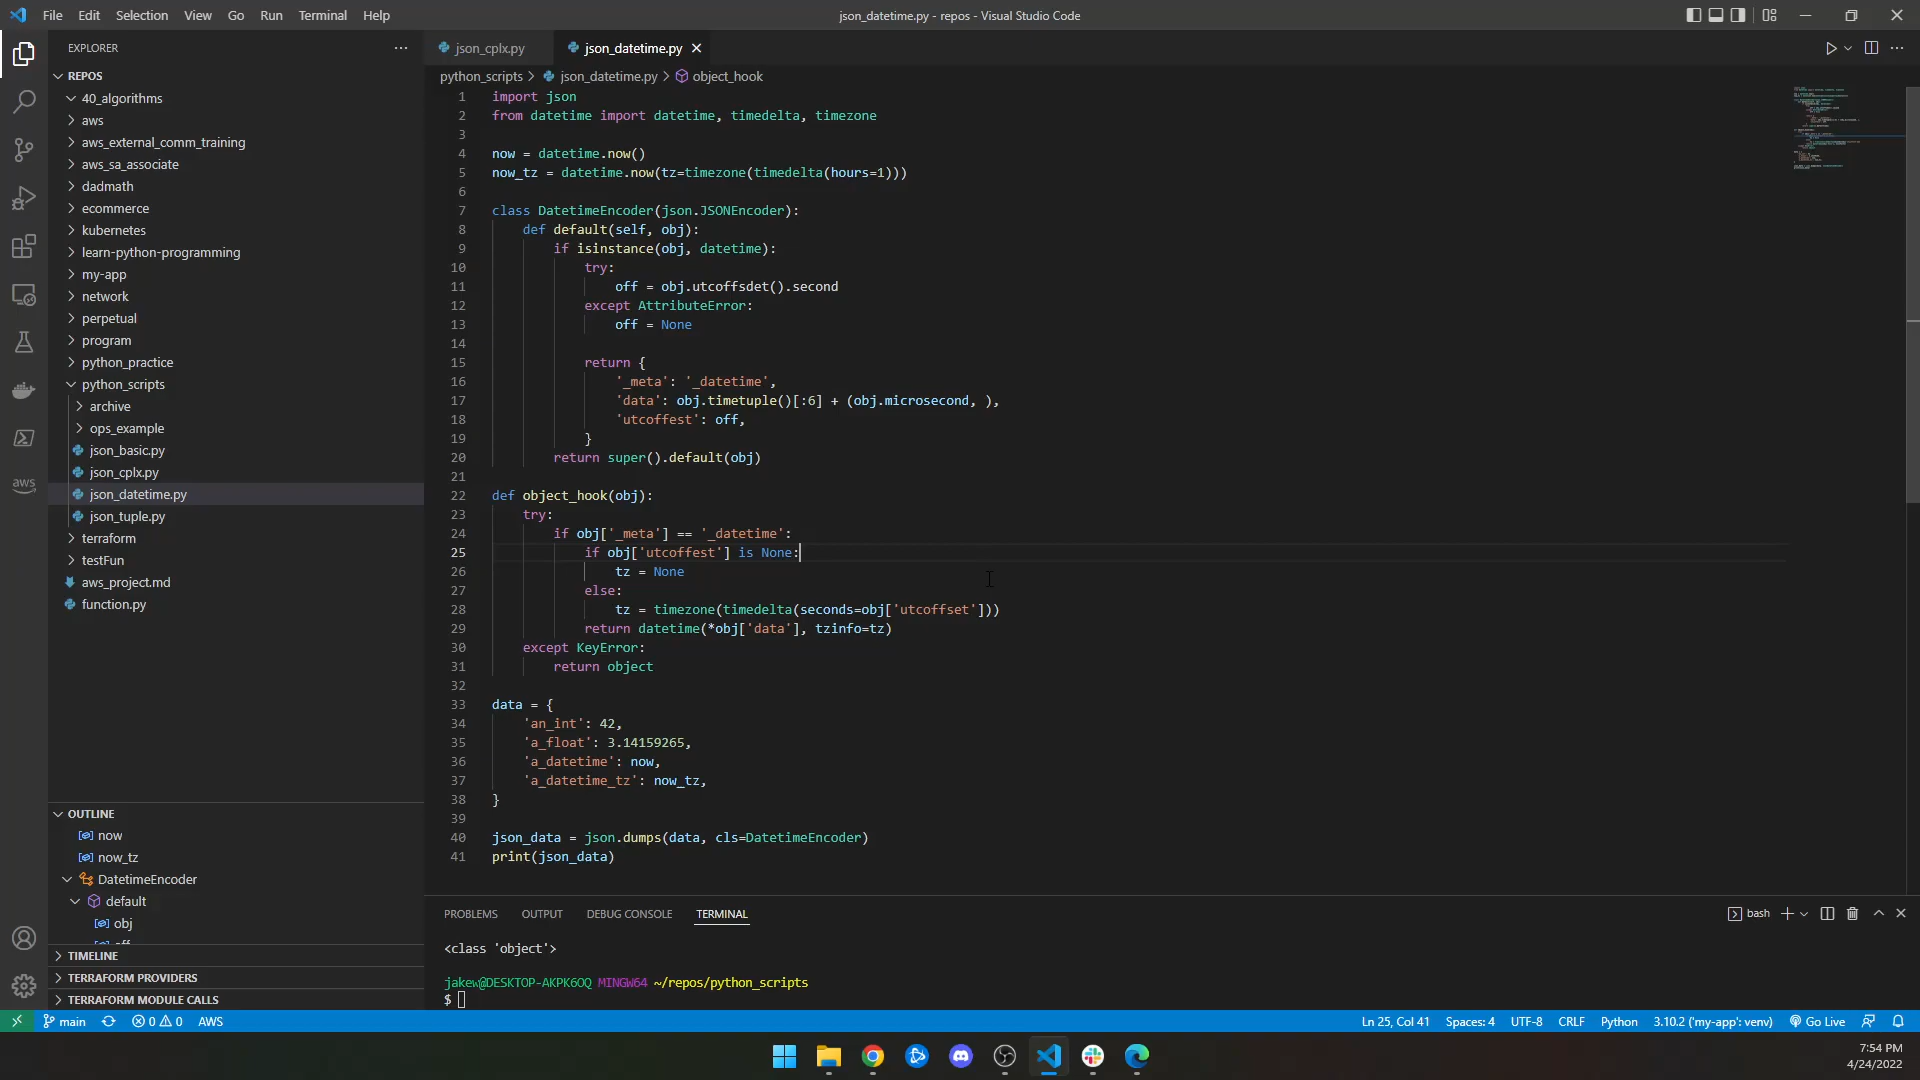 File Edit Selection View Go Run Terminal Help
json_datetime.py - repos - Visual Studio Code
EXPLORER
REPOS
40_algorithms
aws
aws_external_comm_training
aws_sa_associate
dadmath
ecommerce
kubernetes
learn-python-programming
my-app
network
perpetual
program
python_practice
python_scripts
archive
ops_example
json_basic.py
json_cplx.py
json_datetime.py
json_tuple.py
terraform
testFun
aws_project.md
function.py
OUTLINE
now
now_tz
DatetimeEncoder
default
obj
TIMELINE
TERRAFORM PROVIDERS
TERRAFORM MODULE CALLS
aws
json_cplx.py json_datetime.py
python_scripts > json_datetime.py > object_hook
1 import json
2 from datetime import datetime, timedelta, timezone
3
4 now = datetime.now()
5 now_tz = datetime.now(tz=timezone(timedelta(hours=1)))
6
7 class DatetimeEncoder(json.JSONEncoder):
8 def default(self, obj):
9 if isinstance(obj, datetime):
10 try:
11 off = obj.utcoffsdet().second
12 except AttributeError:
13 off = None
14
15 return {
16 '_meta': '_datetime',
17 'data': obj.timetuple()[:6] + (obj.microsecond, ),
18 'utcoffest': off,
19 }
20 return super().default(obj)
21
22 def object_hook(obj):
23 try:
24 if obj['_meta'] == '_datetime':
25 if obj['utcoffest'] is None:
26 tz = None
27 else:
28 tz = timezone(timedelta(seconds=obj['utcoffset']))
29 return datetime(*obj['data'], tzinfo=tz)
30 except KeyError:
31 return object
32
33 data = {
34 'an_int': 42,
35 'a_float': 3.14159265,
36 'a_datetime': now,
37 'a_datetime_tz': now_tz,
38 }
39
40 json_data = json.dumps(data, cls=DatetimeEncoder)
41 print(json_data)
PROBLEMS OUTPUT DEBUG CONSOLE TERMINAL
bash
<class 'object'>
jakew@DESKTOP-AKPK6OQ MINGW64 ~/repos/python_scripts
$
main 0 0 AWS
Ln 25, Col 41 Spaces: 4 UTF-8 CRLF Python 3.10.2 ('my-app': venv) Go Live
7:54 PM
4/24/2022